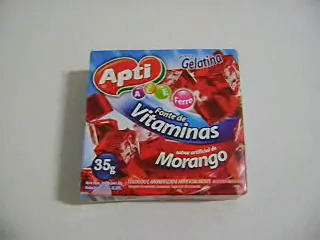 Apti
Gelatina
A C E Ferro
Fonte de
Vitaminas
sabor artificial de
Morango
35g